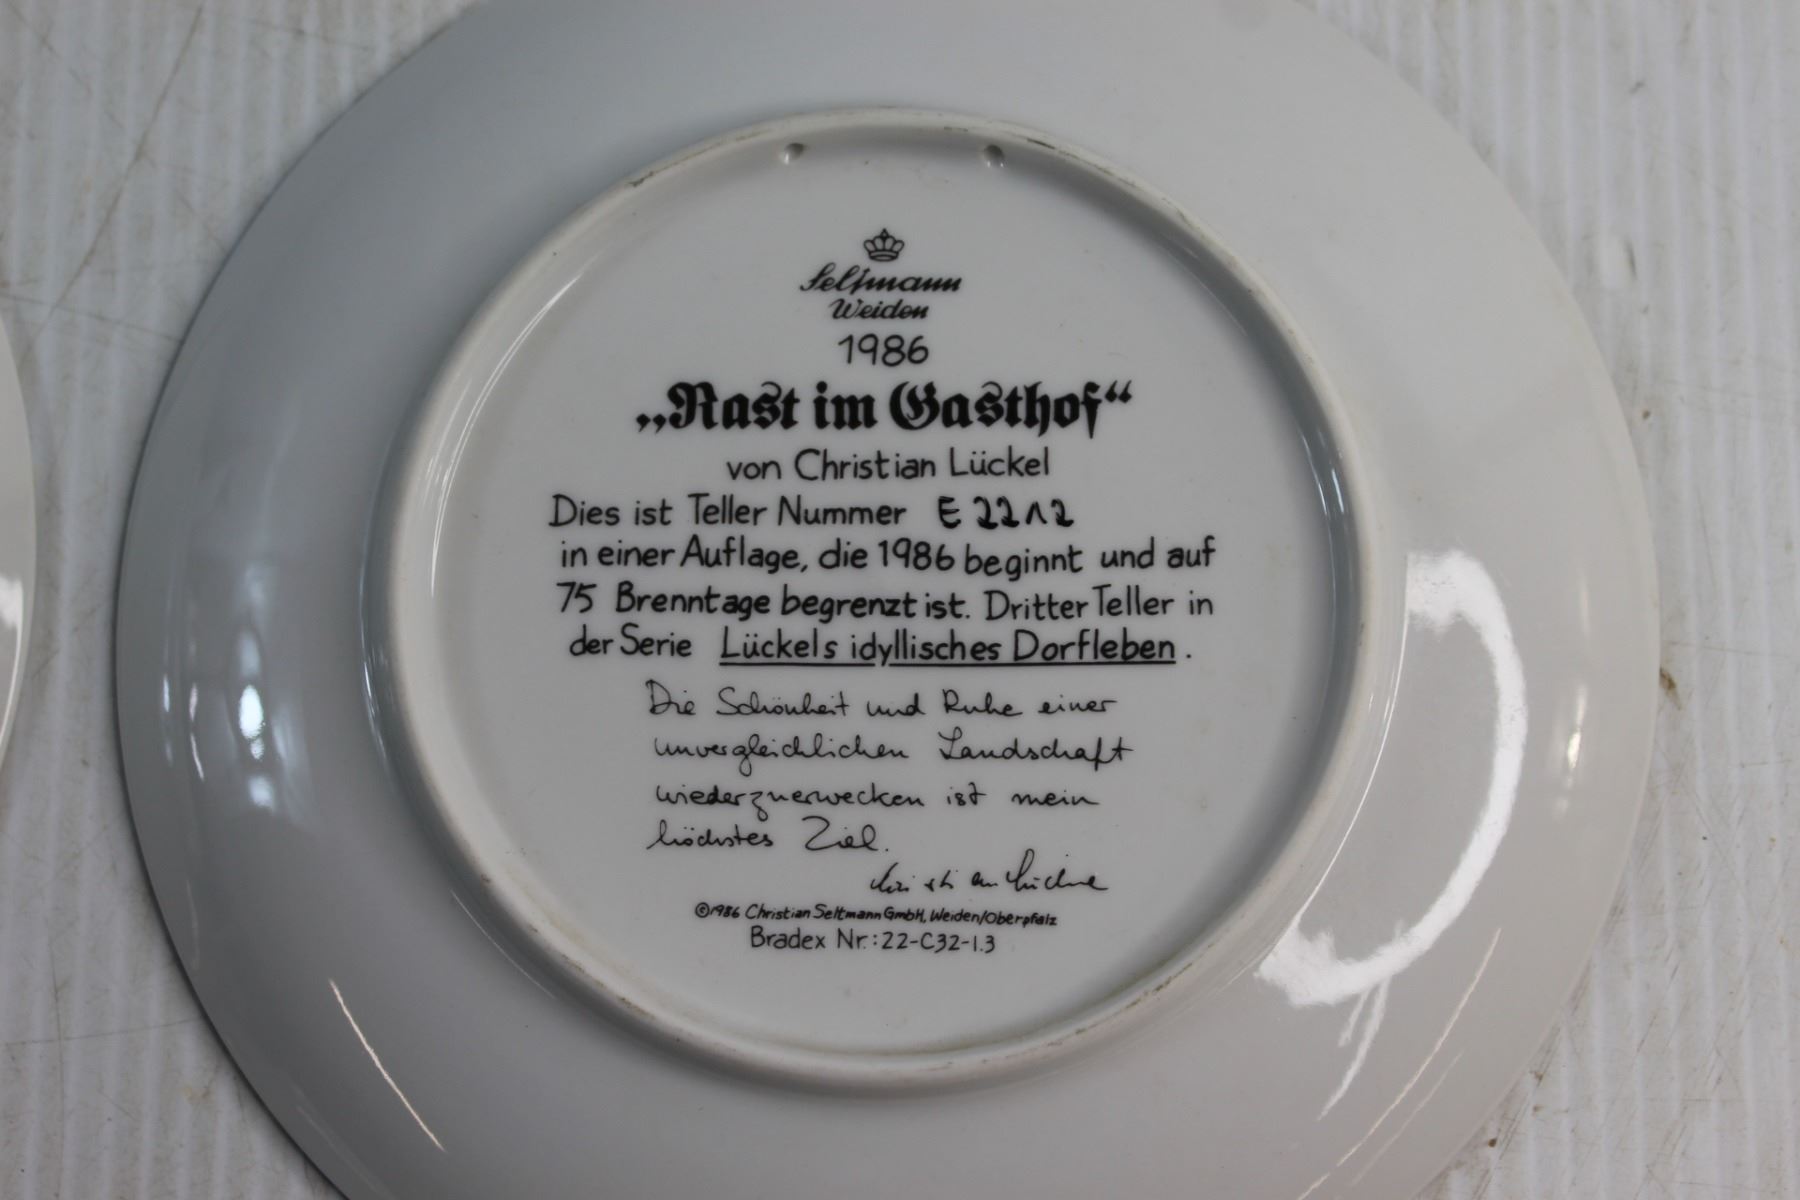 Seltmann
Weiden
1986
„Rast im Gasthof“
von Christian Lückel
Dies ist Teller Nummer E 2212
in einer Auflage, die 1986 beginnt und auf
75 Brenntage begrenzt ist. Dritter Teller in
der Serie Lückels idyllisches Dorfleben.
Die Schönheit und Ruhe einer
unvergleichlichen Landschaft
wiederzuerwecken ist mein
höchstes Ziel.
Christian Lückel
©1986 Christian Seltmann GmbH, Weiden/Oberpfalz
Bradex Nr.: 22-C32-1.3